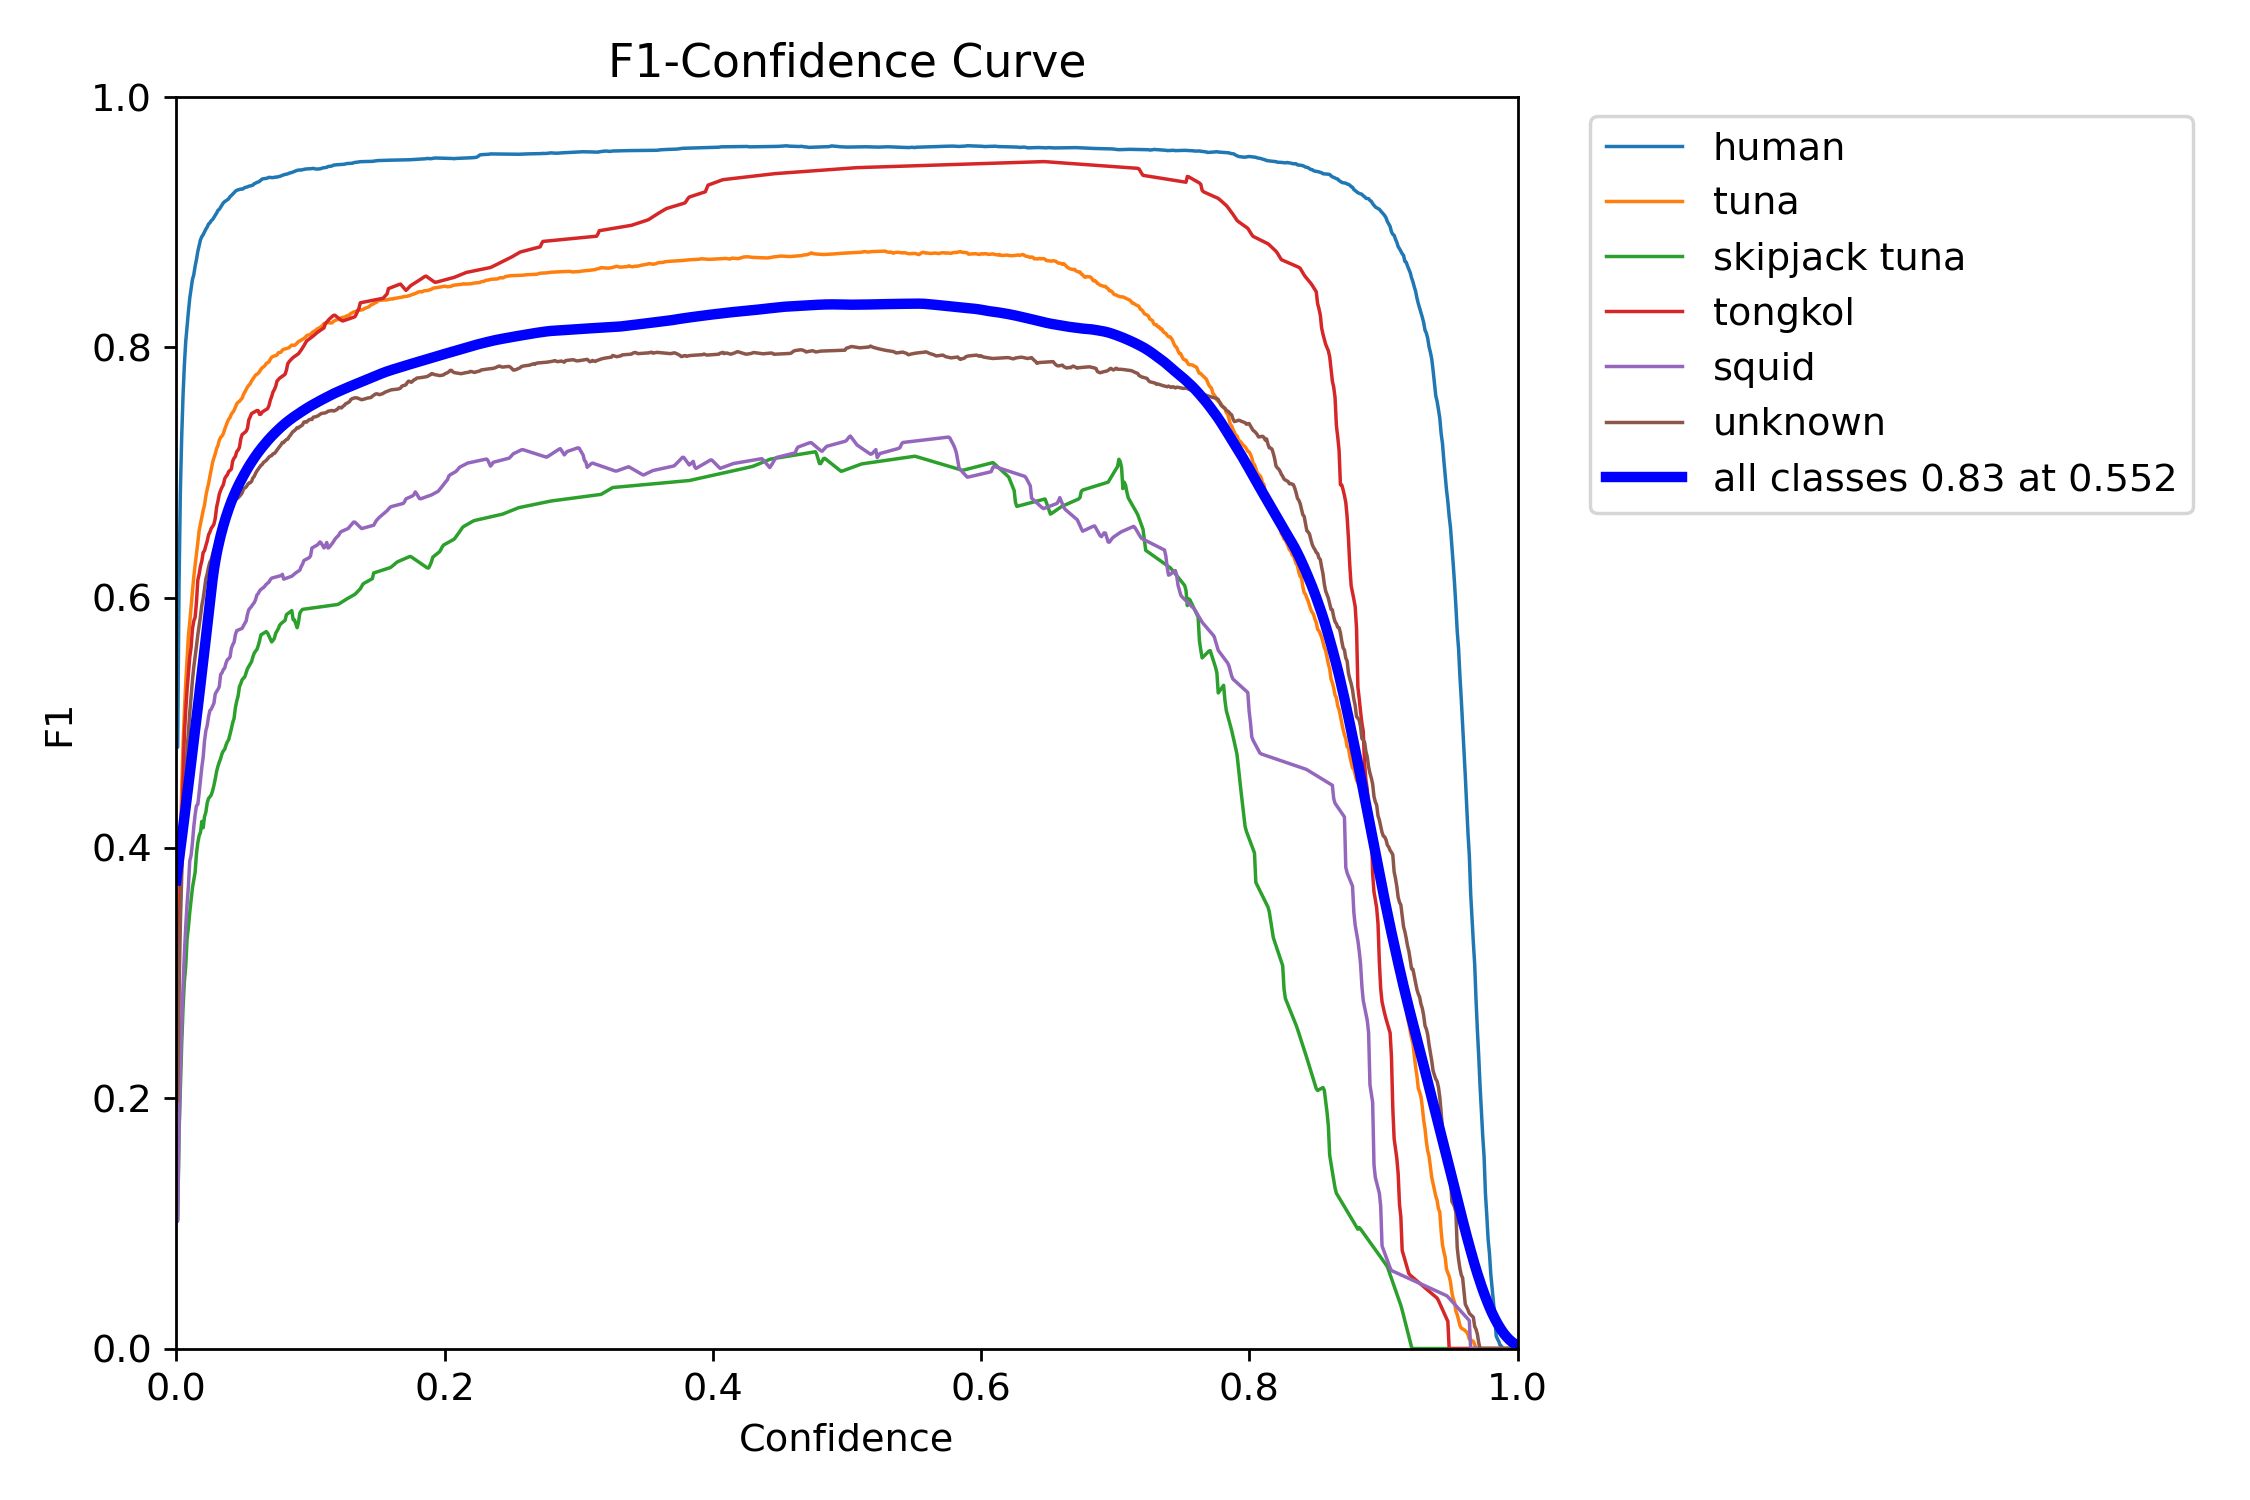 F1-Confidence Curve
1.0
0.8
0.6
0.4
0.2
0.0
F1
0.0 0.2 0.4 0.6 0.8 1.0
Confidence
human
tuna
skipjack tuna
tongkol
squid
unknown
all classes 0.83 at 0.552